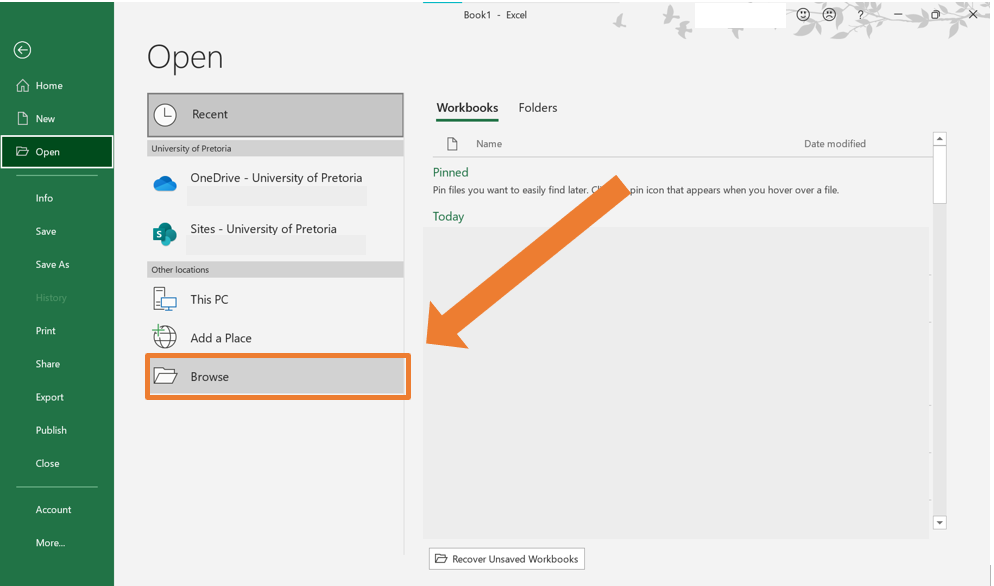 Book1 - Excel
?
Open
Home
New
Open
Info
Save
Save As
History
Print
Share
Export
Publish
Close
Account
More...
Recent
University of Pretoria
OneDrive - University of Pretoria
S
Sites - University of Pretoria
Other locations
This PC
Add a Place
Browse
Workbooks Folders
Name Date modified
Pinned
Pin files you want to easily find later. pin icon that appears when you hover over a file.
Today
Recover Unsaved Workbooks